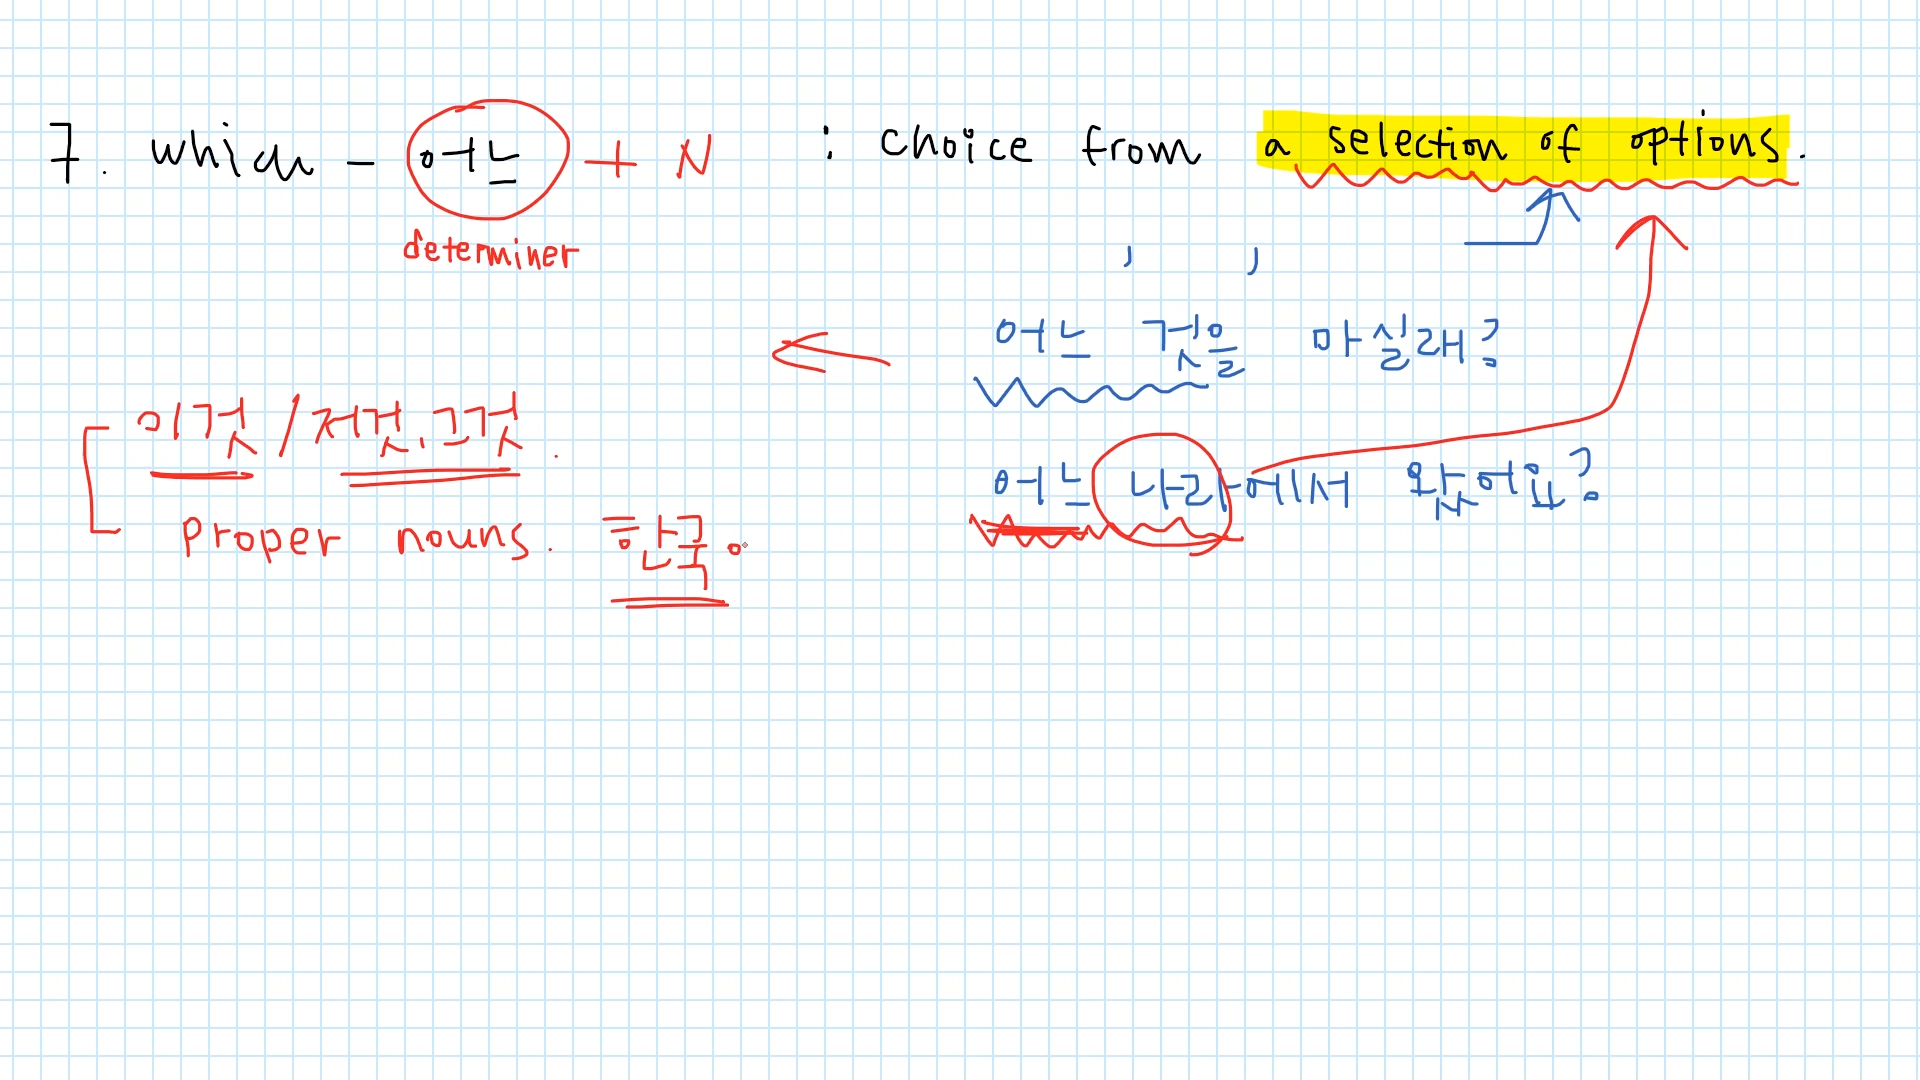 7. which - 어느 + N : choice from a selection of options.
determiner
, ,
어느 것을 마실래?
이것 / 저것, 그것.
어느 나라에서 왔어요?
Proper nouns. 한국